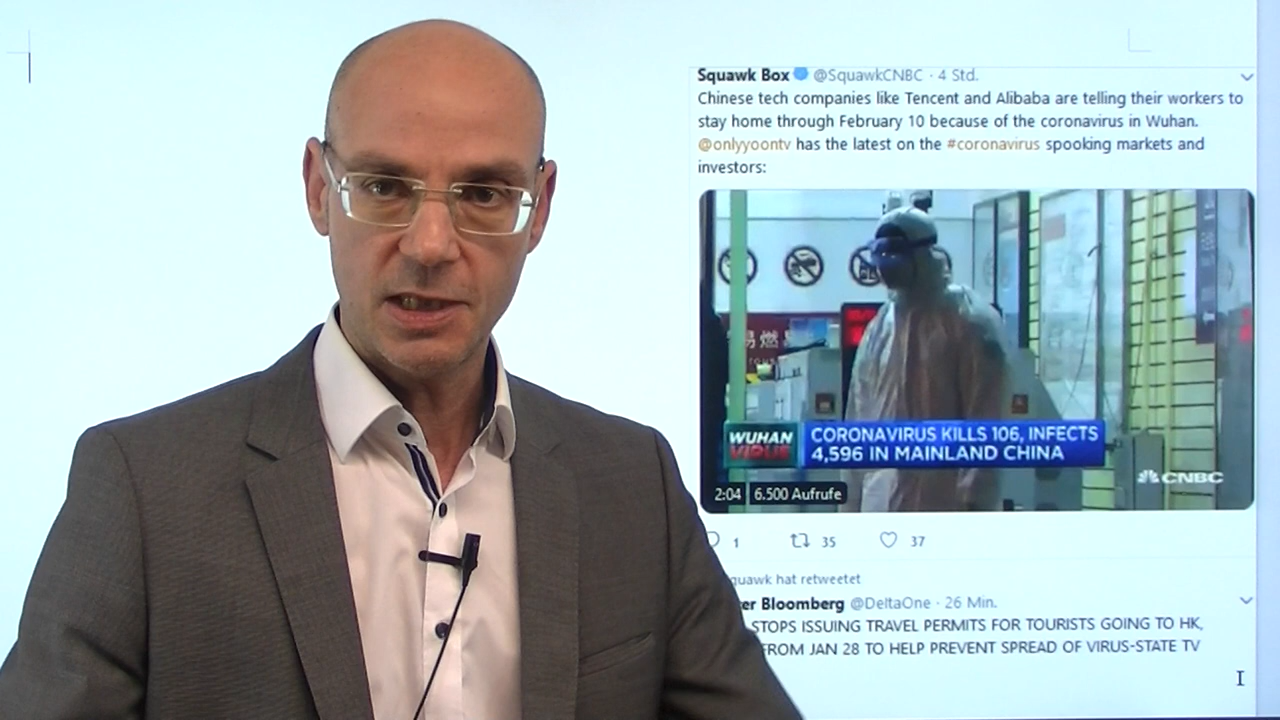 Squawk Box @SquawkCNBC · 4 Std.
Chinese tech companies like Tencent and Alibaba are telling their workers to
stay home through February 10 because of the coronavirus in Wuhan.
@onlyyoontv has the latest on the #coronavirus spooking markets and
investors:
WUHAN
VIRUS
CORONAVIRUS KILLS 106, INFECTS
4,596 IN MAINLAND CHINA
CNBC
2:04 6.500 Aufrufe
1 35 37
hat retweetet
Bloomberg @DeltaOne · 26 Min.
STOPS ISSUING TRAVEL PERMITS FOR TOURISTS GOING TO HK,
FROM JAN 28 TO HELP PREVENT SPREAD OF VIRUS-STATE TV